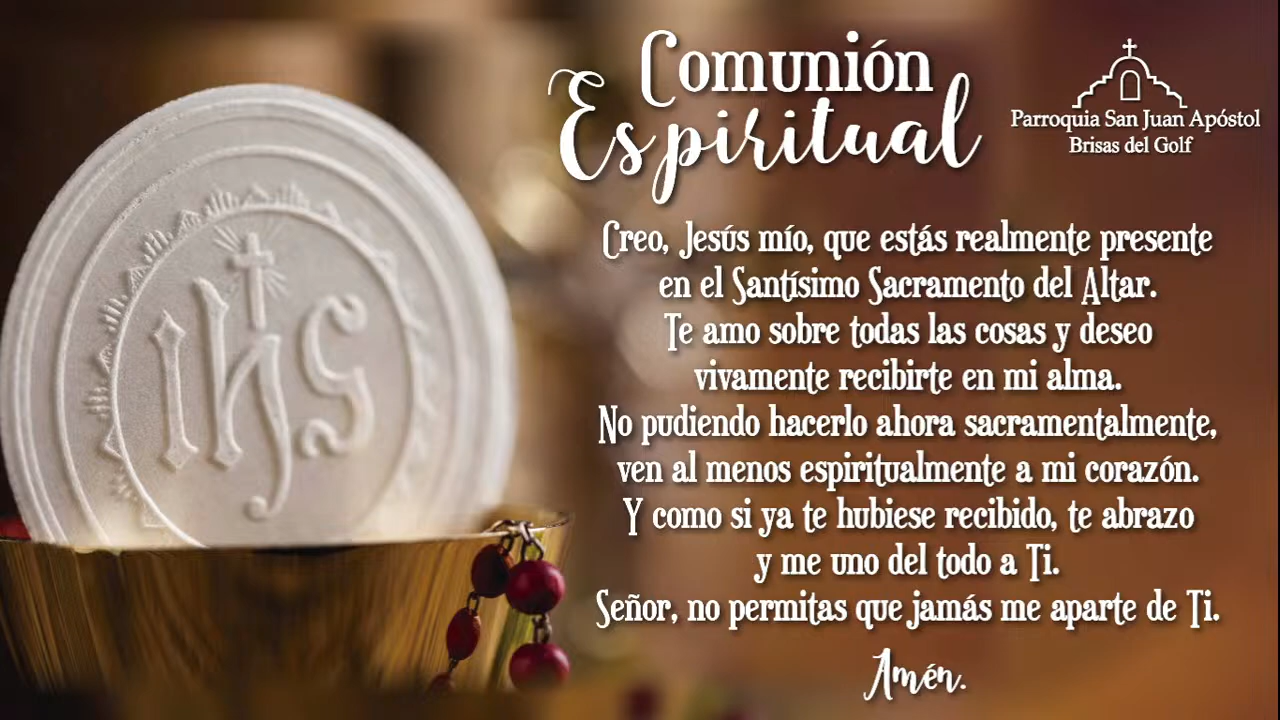 Comunión
Espiritual
Parroquia San Juan Apóstol
Brisas del Golf
Creo, Jesús mío, que estás realmente presente
en el Santísimo Sacramento del Altar.
Te amo sobre todas las cosas y deseo
vivamente recibirte en mi alma.
No pudiendo hacerlo ahora sacramentalmente,
ven al menos espiritualmente a mi corazón.
Y como si ya te hubiese recibido, te abrazo
y me uno del todo a Ti.
Señor, no permitas que jamás me aparte de Ti.
Amén.
ihs